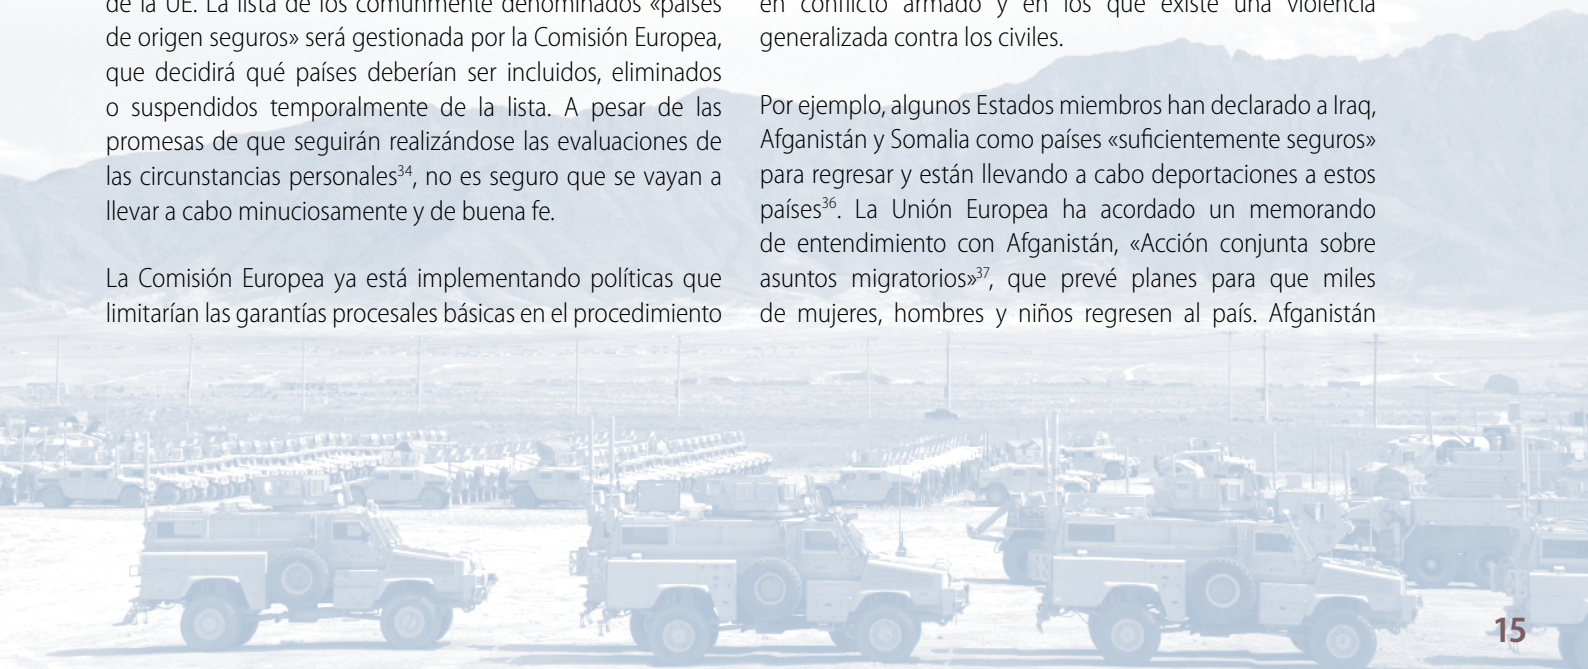 de la UE. La lista de los comúnmente denominados «países
de origen seguros» será gestionada por la Comisión Europea,
que decidirá qué países deberían ser incluidos, eliminados
o suspendidos temporalmente de la lista. A pesar de las
promesas de que seguirán realizándose las evaluaciones de
las circunstancias personales34, no es seguro que se vayan a
llevar a cabo minuciosamente y de buena fe.
La Comisión Europea ya está implementando políticas que
limitarían las garantías procesales básicas en el procedimiento
en conflicto armado y en los que existe una violencia
generalizada contra los civiles.
Por ejemplo, algunos Estados miembros han declarado a Iraq,
Afganistán y Somalia como países «suficientemente seguros»
para regresar y están llevando a cabo deportaciones a estos
países36. La Unión Europea ha acordado un memorando
de entendimiento con Afganistán, «Acción conjunta sobre
asuntos migratorios»37, que prevé planes para que miles
de mujeres, hombres y niños regresen al país. Afganistán
15